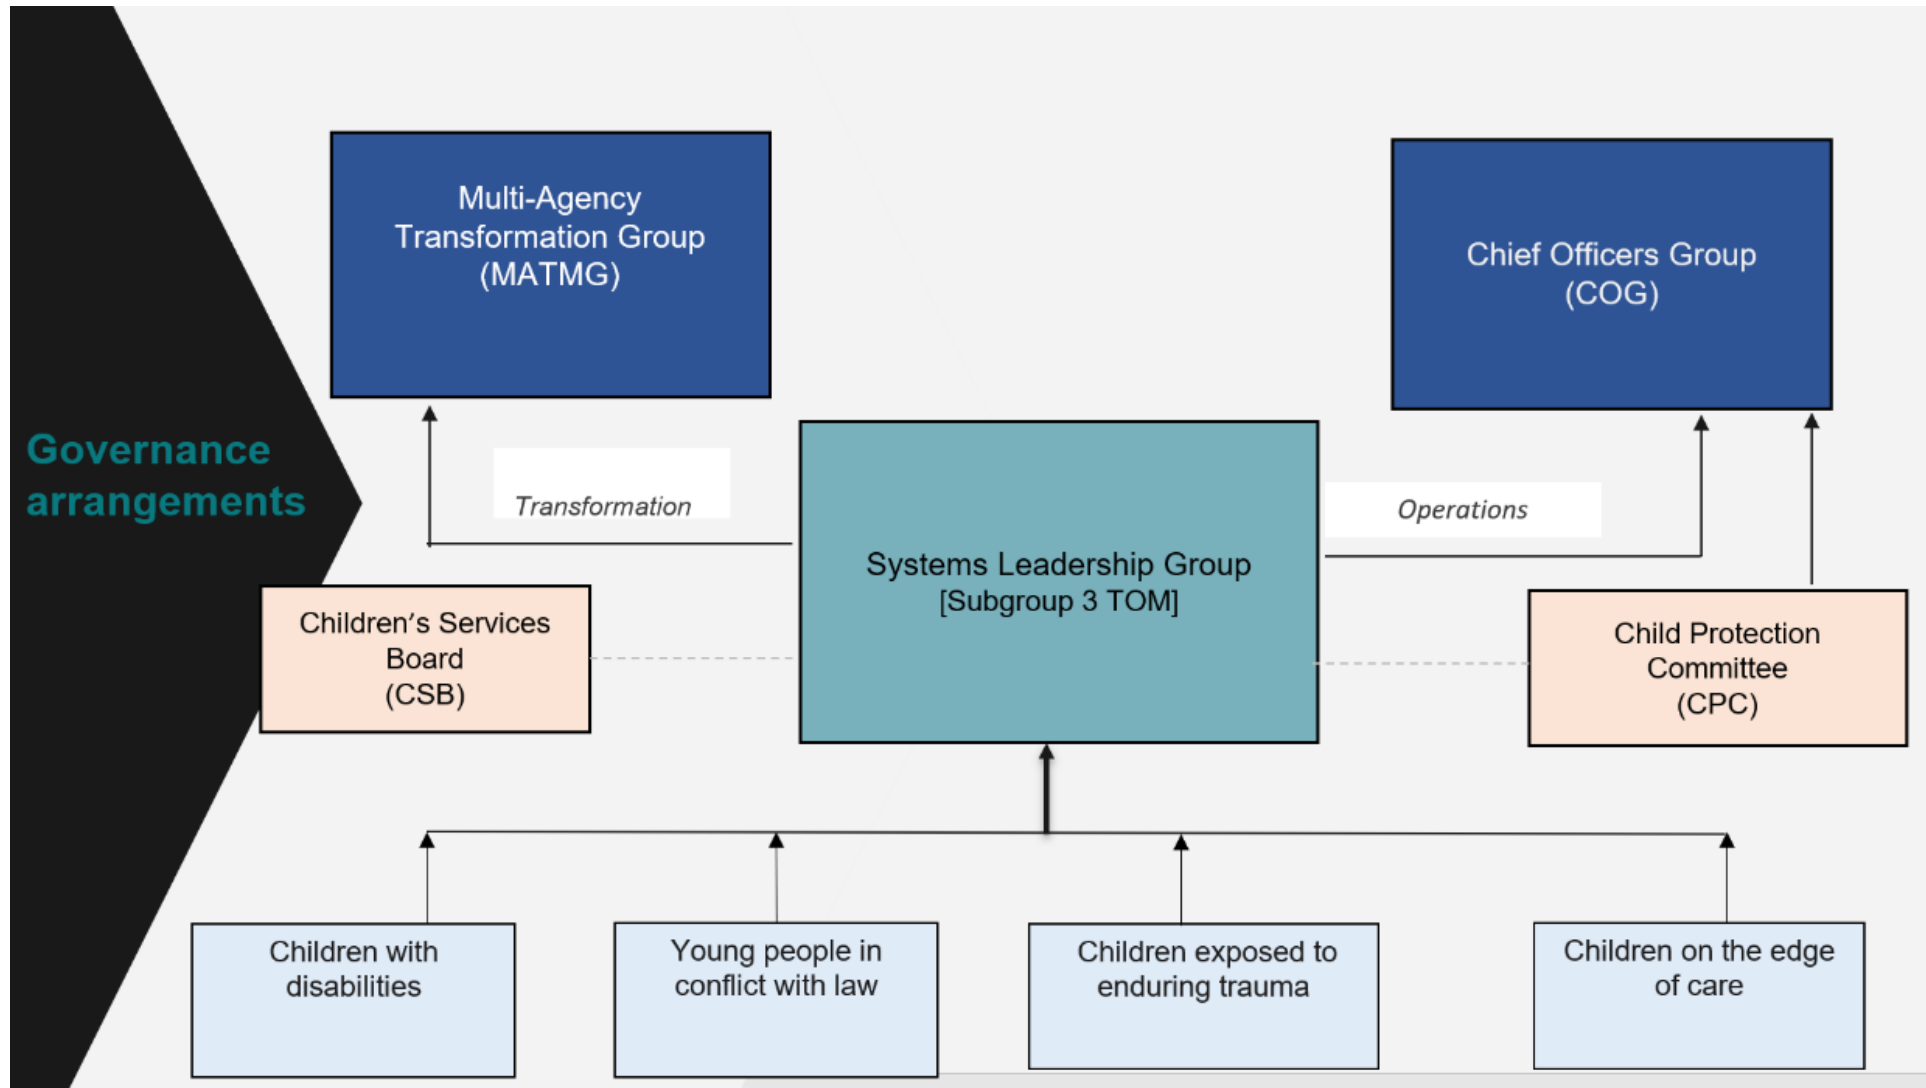 Governance
arrangements
Multi-Agency
Transformation Group
(MATMG)
Chief Officers Group
(COG)
Transformation
Operations
Systems Leadership Group
[Subgroup 3 TOM]
Children’s Services
Board
(CSB)
Child Protection
Committee
(CPC)
Children with
disabilities
Young people in
conflict with law
Children exposed to
enduring trauma
Children on the edge
of care